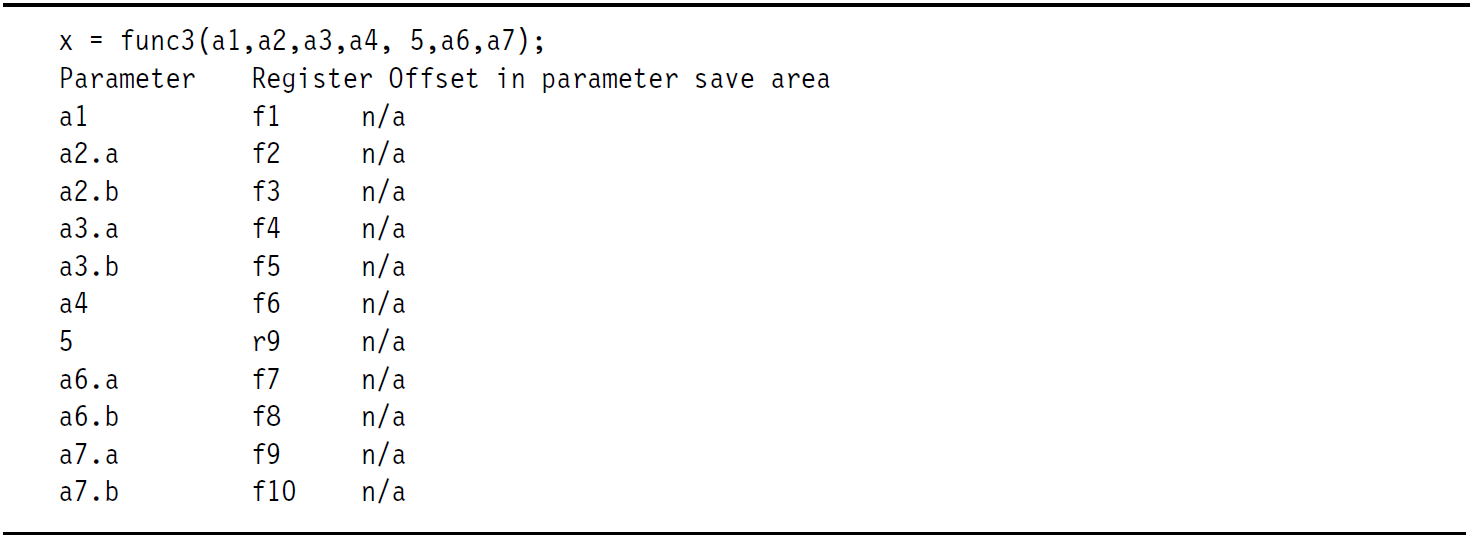 x = func3(a1,a2,a3,a4, 5,a6,a7);
Parameter Register Offset in parameter save area
a1 f1 n/a
a2.a f2 n/a
a2.b f3 n/a
a3.a f4 n/a
a3.b f5 n/a
a4 f6 n/a
5 r9 n/a
a6.a f7 n/a
a6.b f8 n/a
a7.a f9 n/a
a7.b f10 n/a